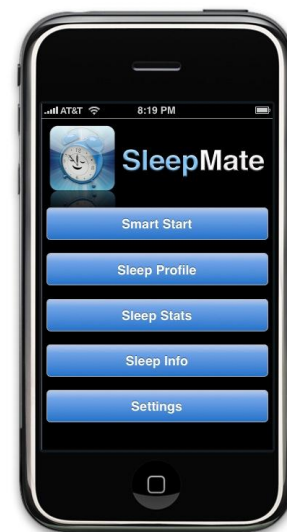 AT&T 8:19 PM
SleepMate
Smart Start
Sleep Profile
Sleep Stats
Sleep Info
Settings